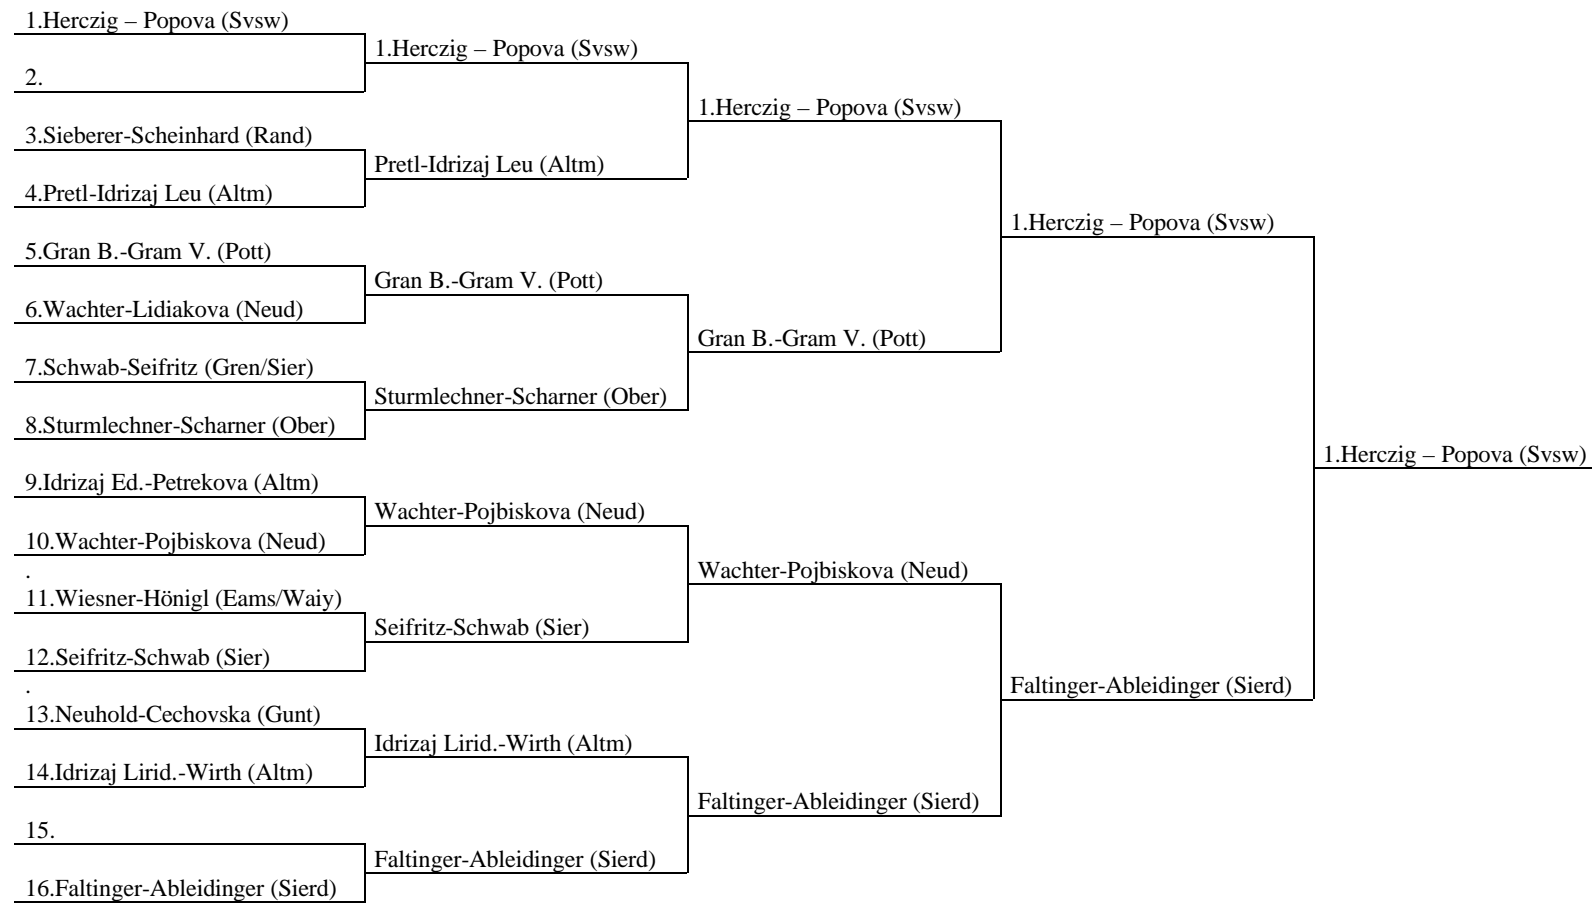 1.Herczig – Popova (Svsw)
1.Herczig – Popova (Svsw)
2.
1.Herczig – Popova (Svsw)
3.Sieberer-Scheinhard (Rand)
Pretl-Idrizaj Leu (Altm)
4.Pretl-Idrizaj Leu (Altm)
1.Herczig – Popova (Svsw)
5.Gran B.-Gram V. (Pott)
Gran B.-Gram V. (Pott)
6.Wachter-Lidiakova (Neud)
Gran B.-Gram V. (Pott)
7.Schwab-Seifritz (Gren/Sier)
Sturmlechner-Scharner (Ober)
8.Sturmlechner-Scharner (Ober)
1.Herczig – Popova (Svsw)
9.Idrizaj Ed.-Petrekova (Altm)
Wachter-Pojbiskova (Neud)
10.Wachter-Pojbiskova (Neud)
.
Wachter-Pojbiskova (Neud)
11.Wiesner-Hönigl (Eams/Waiy)
Seifritz-Schwab (Sier)
12.Seifritz-Schwab (Sier)
.
Faltinger-Ableidinger (Sierd)
13.Neuhold-Cechovska (Gunt)
Idrizaj Lirid.-Wirth (Altm)
14.Idrizaj Lirid.-Wirth (Altm)
Faltinger-Ableidinger (Sierd)
15.
Faltinger-Ableidinger (Sierd)
16.Faltinger-Ableidinger (Sierd)